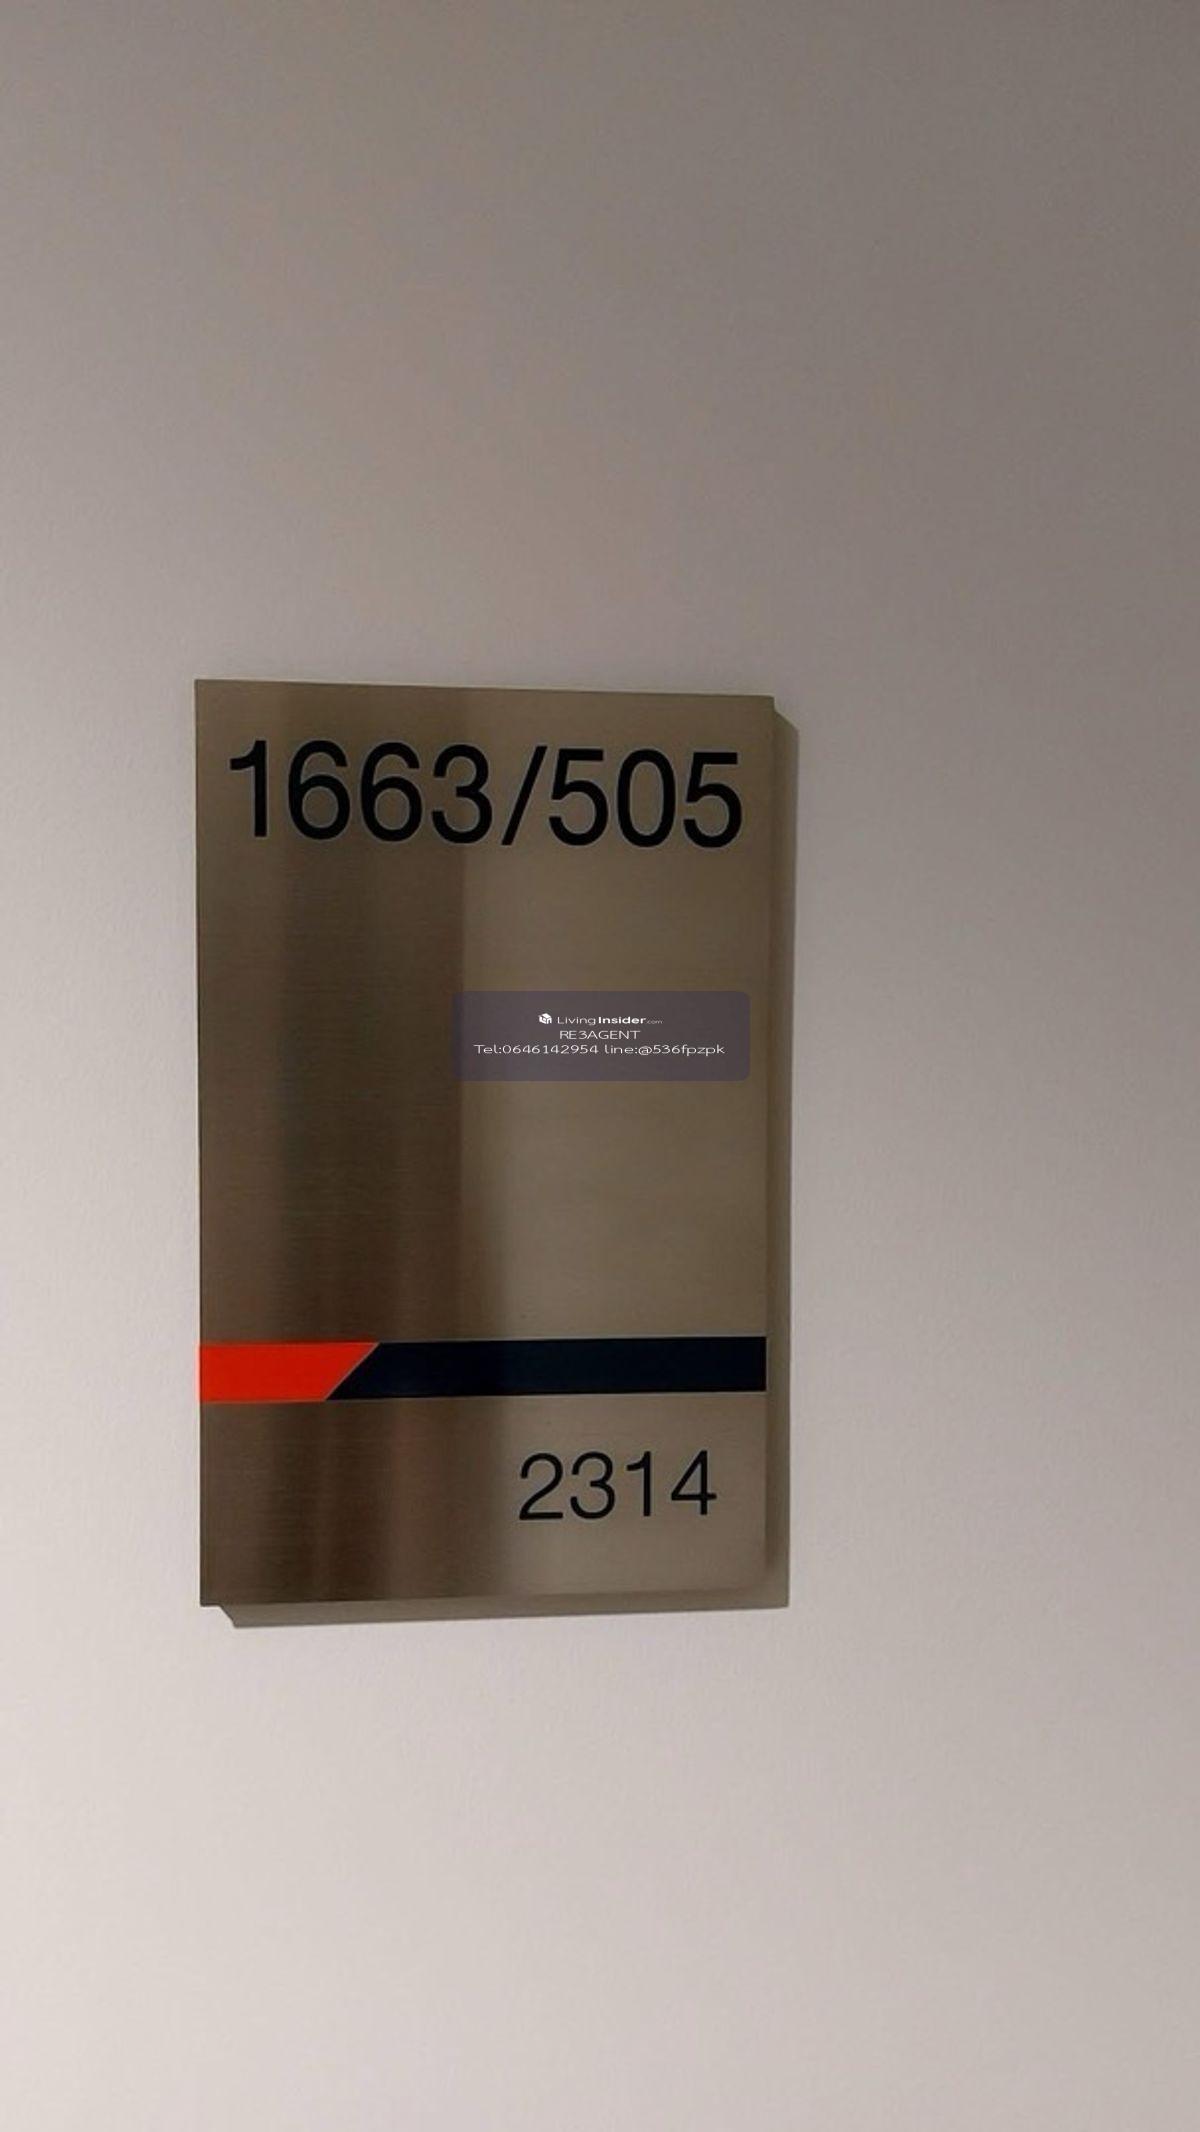 1663/505
LivingInsider.com
RE3AGENT
Tel:0646142954 line:@536fpzpk
2314